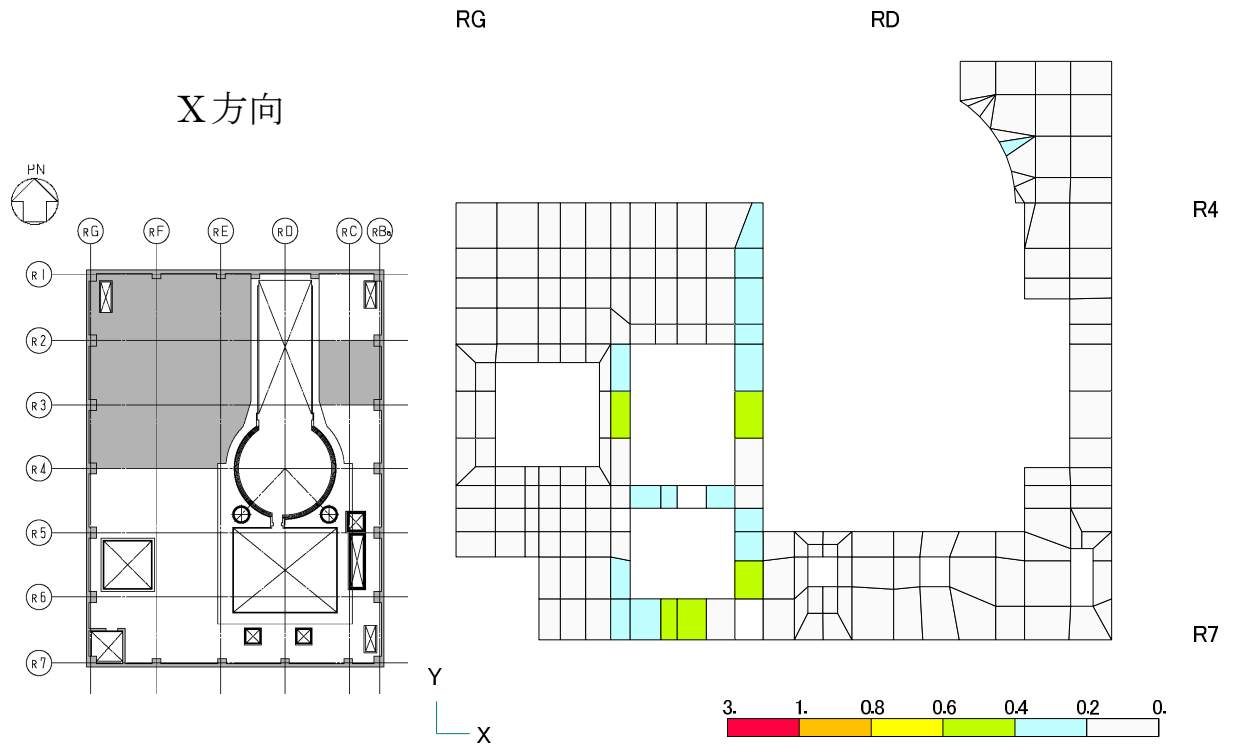 RG RD
X方向
PN
RG RF RE RD RC RBa
R1
R2
R3
R4
R5
R6
R7
R4
R7
Y
X
3. 1. 0.8 0.6 0.4 0.2 0.